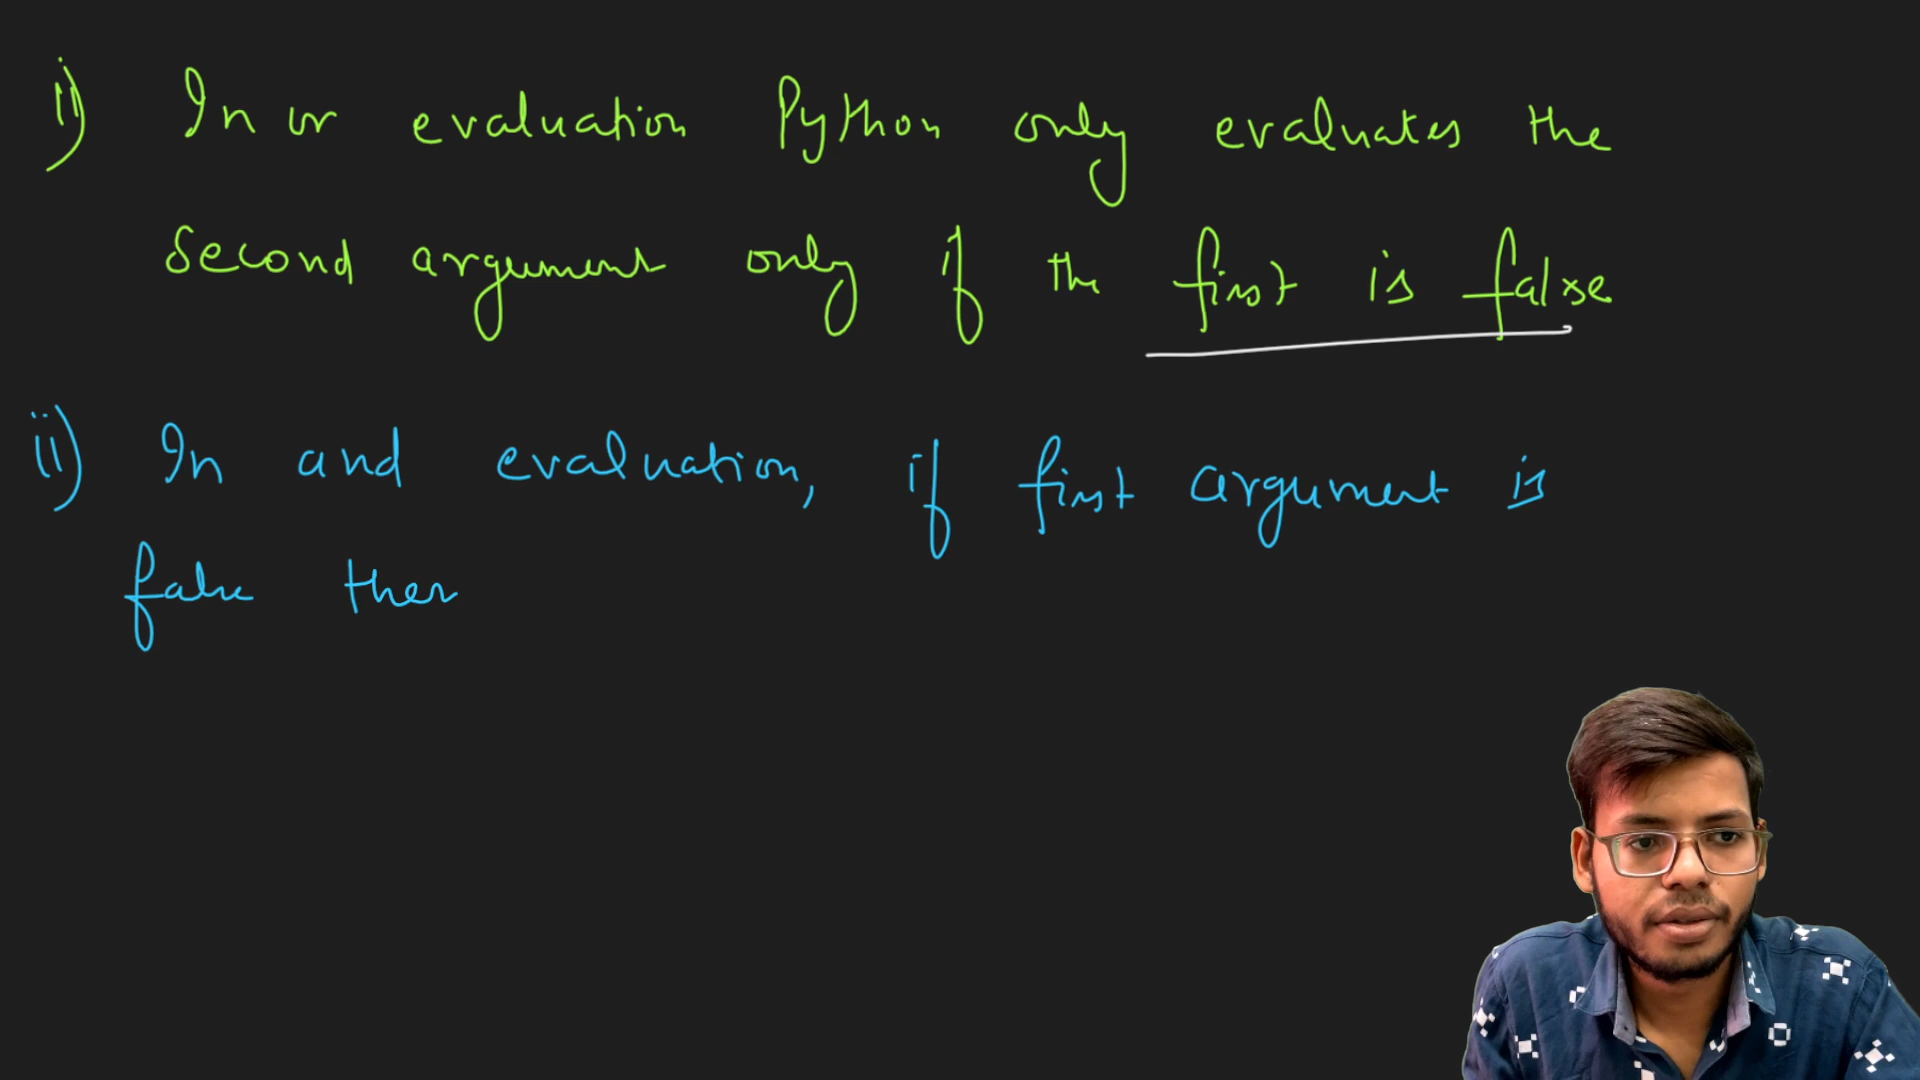 i) In or evaluation Python only evaluates the
second argument only if the first is false
ii) In and evaluation, if first argument is
false then